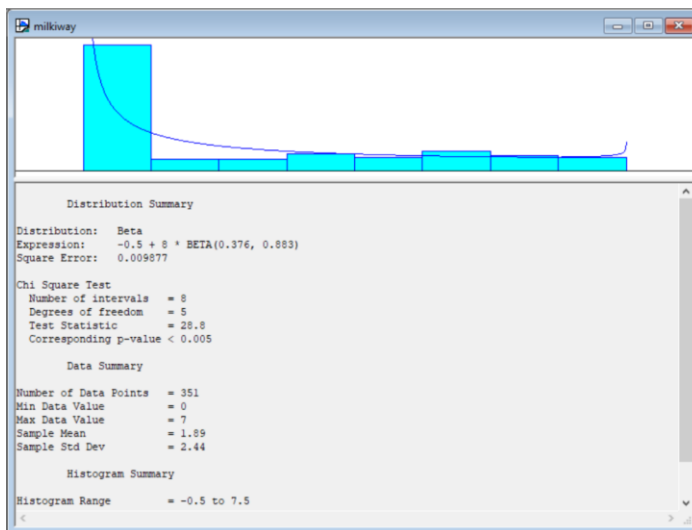 milkiway
Distribution Summary
Distribution: Beta
Expression: -0.5 + 8 * BETA(0.376, 0.883)
Square Error: 0.009877
Chi Square Test
Number of intervals = 8
Degrees of freedom = 5
Test Statistic = 28.8
Corresponding p-value < 0.005
Data Summary
Number of Data Points = 351
Min Data Value = 0
Max Data Value = 7
Sample Mean = 1.89
Sample Std Dev = 2.44
Histogram Summary
Histogram Range = -0.5 to 7.5